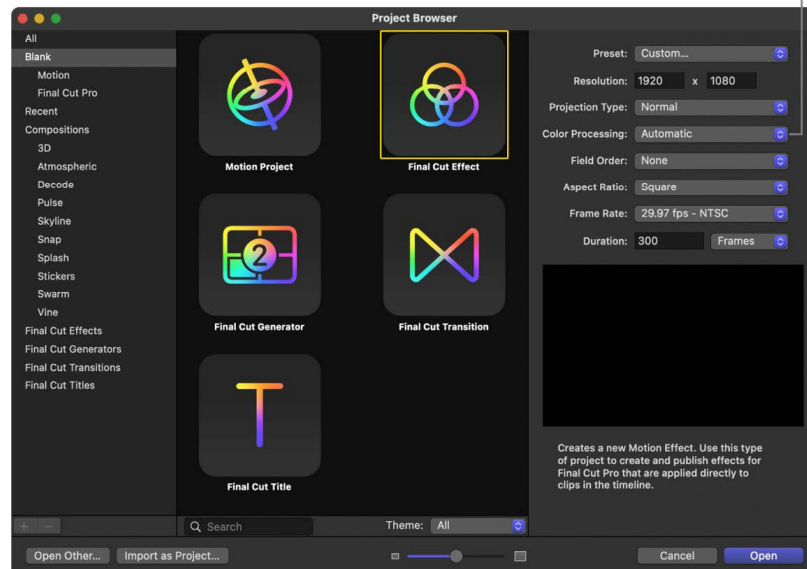 Project Browser
All
Blank
Motion
Final Cut Pro
Recent
Compositions
3D
Atmospheric
Decode
Pulse
Skyline
Snap
Splash
Stickers
Swarm
Vine
Final Cut Effects
Final Cut Generators
Final Cut Transitions
Final Cut Titles
Motion Project
Final Cut Effect
2
Final Cut Generator
Final Cut Transition
T
Final Cut Title
Preset: Custom...
Resolution: 1920 x 1080
Projection Type: Normal
Color Processing: Automatic
Field Order: None
Aspect Ratio: Square
Frame Rate: 29.97 fps - NTSC
Duration: 300 Frames
Creates a new Motion Effect. Use this type
of project to create and publish effects for
Final Cut Pro that are applied directly to
clips in the timeline.
Search
Theme: All
Open Other... Import as Project... Cancel Open